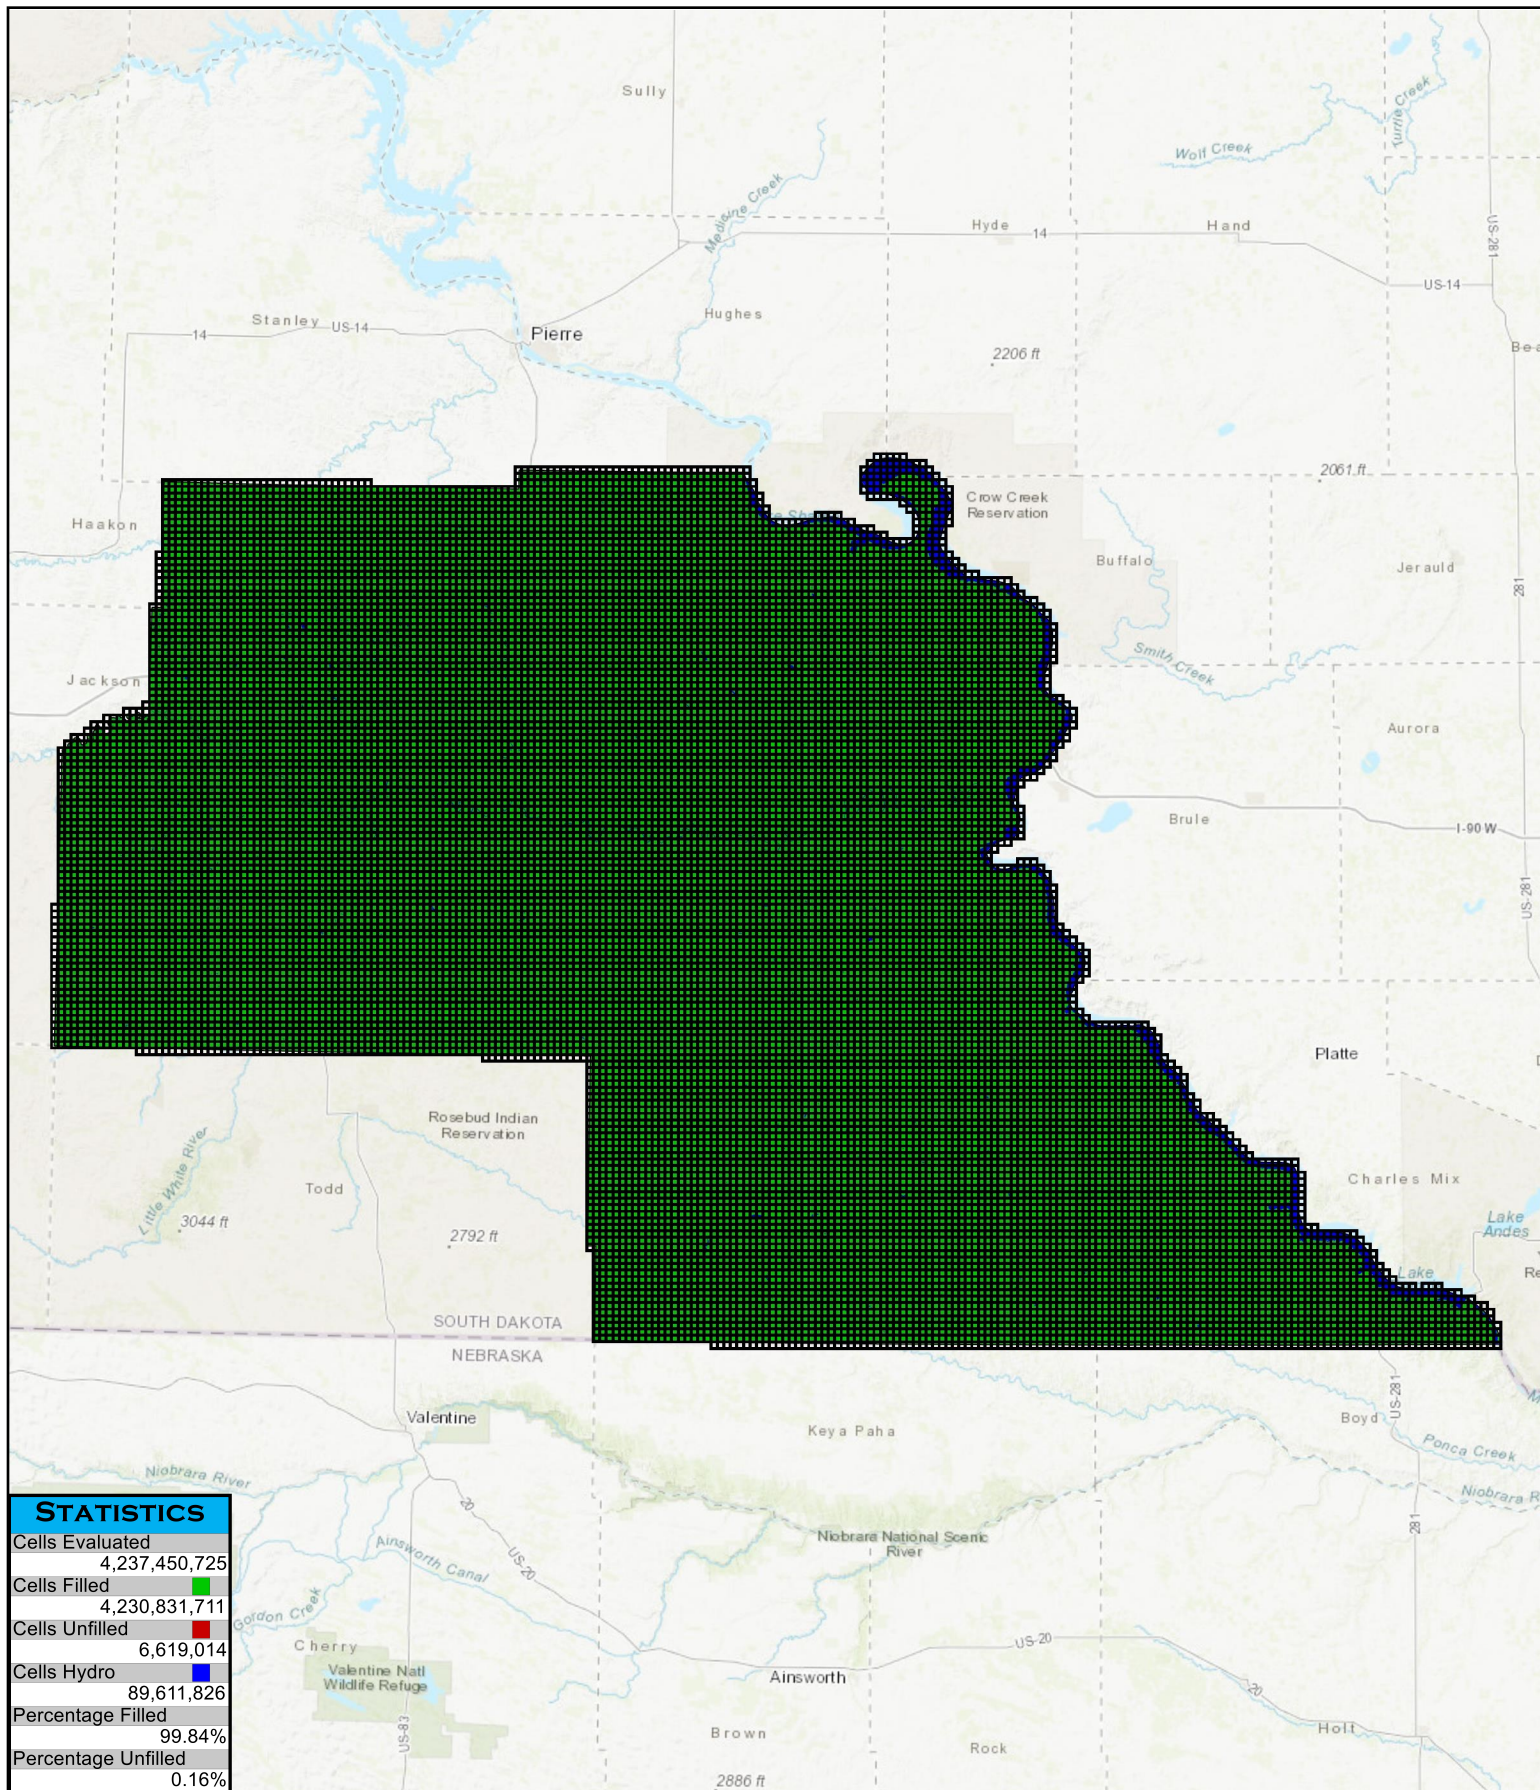 Sully
Turtle Creek
Wolf Creek
Medicine Creek
Hyde
14
Hand
US-281
US-14
Stanley
US-14
14
Pierre
Hughes
2206 ft
2061 ft
Haakon
Crow Creek
Reservation
Buffalo
Jerauld
281
Smith Creek
Jackson
Aurora
Brule
I-90 W
US-281
Platte
Rosebud Indian
Reservation
Little White River
Todd
3044 ft
2792 ft
Charles Mix
Lake
Andes
Lake
SOUTH DAKOTA
NEBRASKA
Valentine
Keya Paha
US-281
Boyd
Ponca Creek
Niobrara River
Niobrara R
20
US-20
Ainsworth Canal
Niobrara National Scenic
River
281
Gordon Creek
Cherry
Valentine Natl
Wildlife Refuge
US-83
US-20
Ainsworth
20
Brown
Rock
Holt
2886 ft
STATISTICS
Cells Evaluated
4,237,450,725
Cells Filled
4,230,831,711
Cells Unfilled
6,619,014
Cells Hydro
89,611,826
Percentage Filled
99.84%
Percentage Unfilled
0.16%